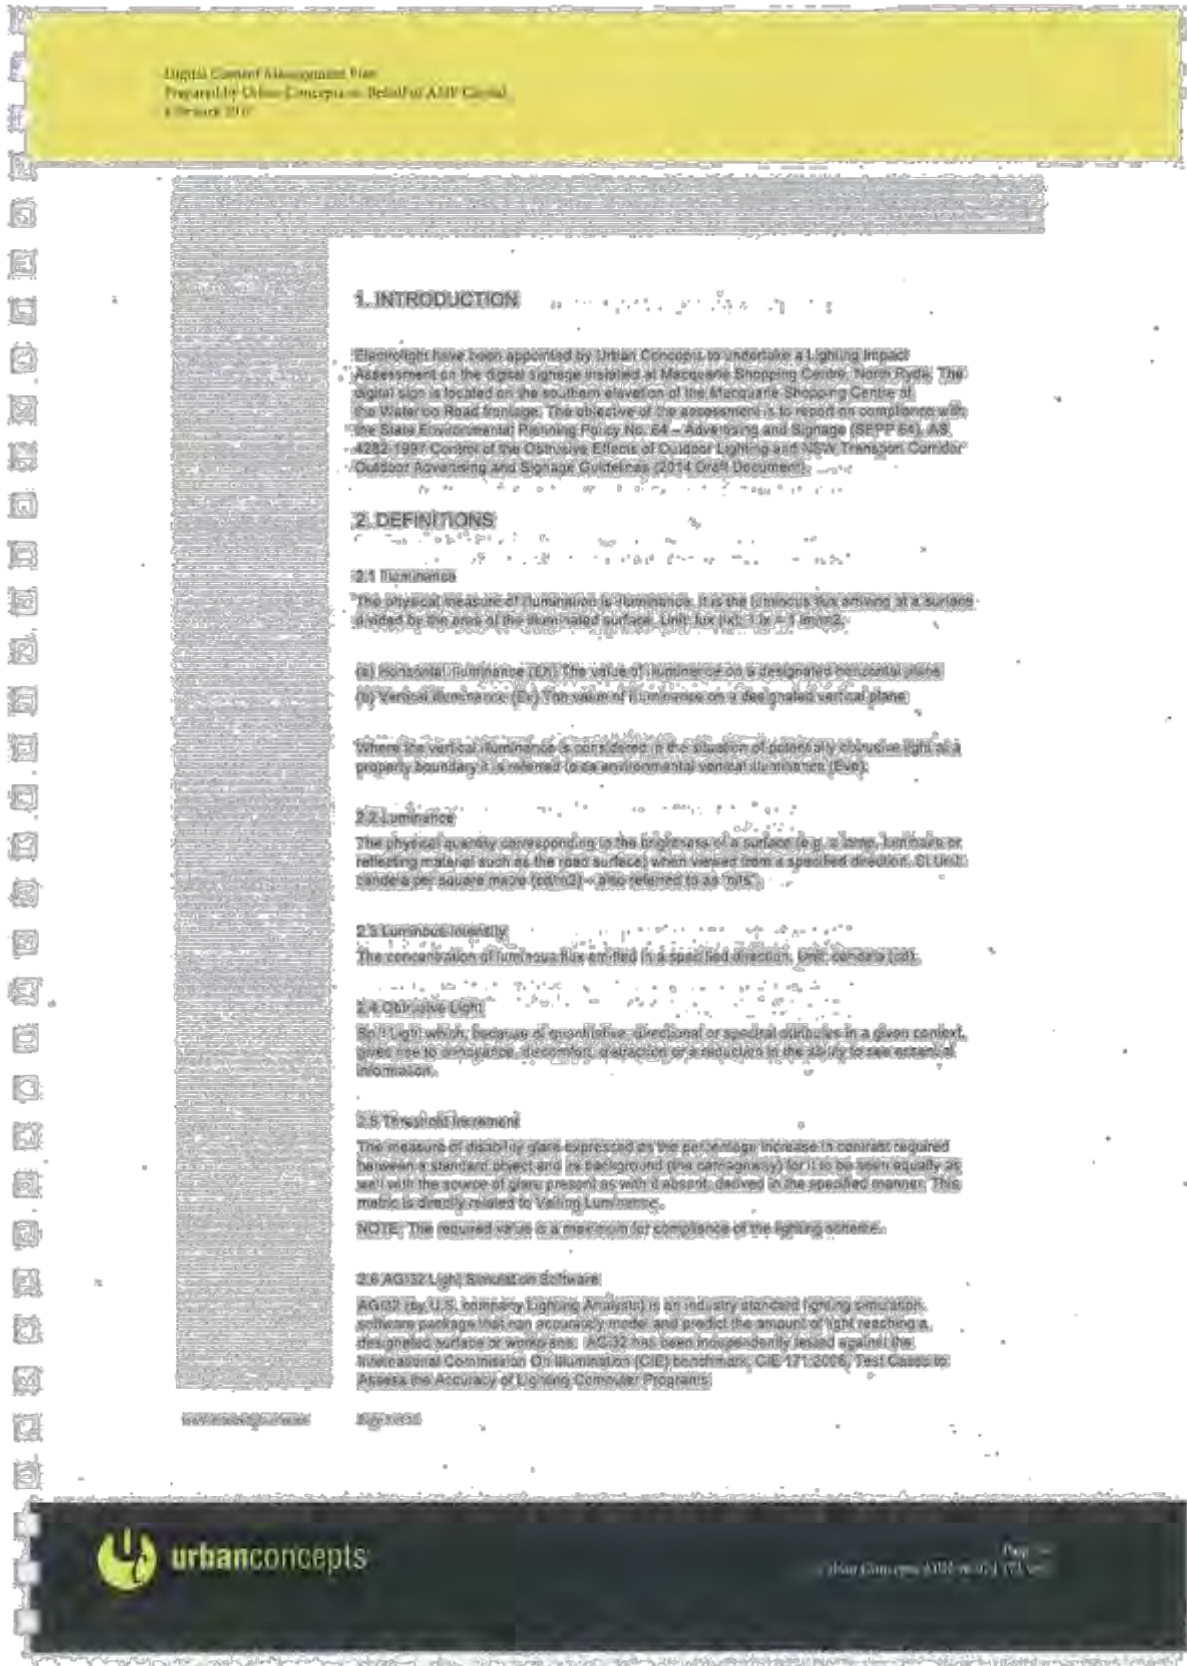 Digital Content Management Plan
Prepared by Urban Concepts on Behalf of AMP Capital
1. INTRODUCTION
Electrolight have been appointed by Urban Concepts to undertake a Lighting Impact
Assessment on the digital signage installed at Macquarie Shopping Centre, North Ryde. The
digital sign is located on the southern elevation of the Macquarie Shopping Centre at
the Waterloo Road frontage. The objective of the assessment is to report on compliance with
the State Environmental Planning Policy No. 64 – Advertising and Signage (SEPP 64), AS
4282-1997 Control of the Obtrusive Effects of Outdoor Lighting and NSW Transport Corridor
Outdoor Advertising and Signage Guidelines (2014 Draft Document).
2. DEFINITIONS
2.1 Illuminance
The physical measure of illumination is illuminance. It is the luminous flux arriving at a surface
divided by the area of the illuminated surface. Unit: lux (lx); 1 lx = 1 lm/m2.
(a) Horizontal illuminance (Eh) The value of illuminance on a designated horizontal plane
(b) Vertical illuminance (Ev) The value of illuminance on a designated vertical plane
Where the vertical illuminance is considered in the situation of potentially obtrusive light at a
property boundary it is referred to as environmental vertical illuminance (Eve).
2.2 Luminance
The physical quantity corresponding to the brightness of a surface (e.g. a lamp, luminaire or
reflecting material such as the road surface) when viewed from a specified direction. SI Unit:
candela per square metre (cd/m2) – also referred to as "nits".
2.3 Luminous Intensity
The concentration of luminous flux emitted in a specified direction. Unit: candela (cd).
2.4 Obtrusive Light
Spill Light which, because of quantitative, directional or spectral attributes in a given context,
gives rise to annoyance, discomfort, distraction or a reduction in the ability to see essential
information.
2.5 Threshold Increment
The measure of disability glare expressed as the percentage increase in contrast required
between a standard object and its background (the carriageway) for it to be seen equally as
well with the source of glare present as with it absent, derived in the specified manner. This
metric is directly related to Veiling Luminance.
NOTE: The required value is a maximum for compliance of the lighting scheme.
2.6 AGI32 Light Simulation Software
AGI32 (by U.S. company Lighting Analysts) is an industry standard lighting simulation
software package that can accurately model and predict the amount of light reaching a
designated surface or workplane. AGI32 has been independently tested against the
International Commission On Illumination (CIE) benchmark, CIE 171:2006, Test Cases to
Assess the Accuracy of Lighting Computer Programs.
urbanconcepts
Page